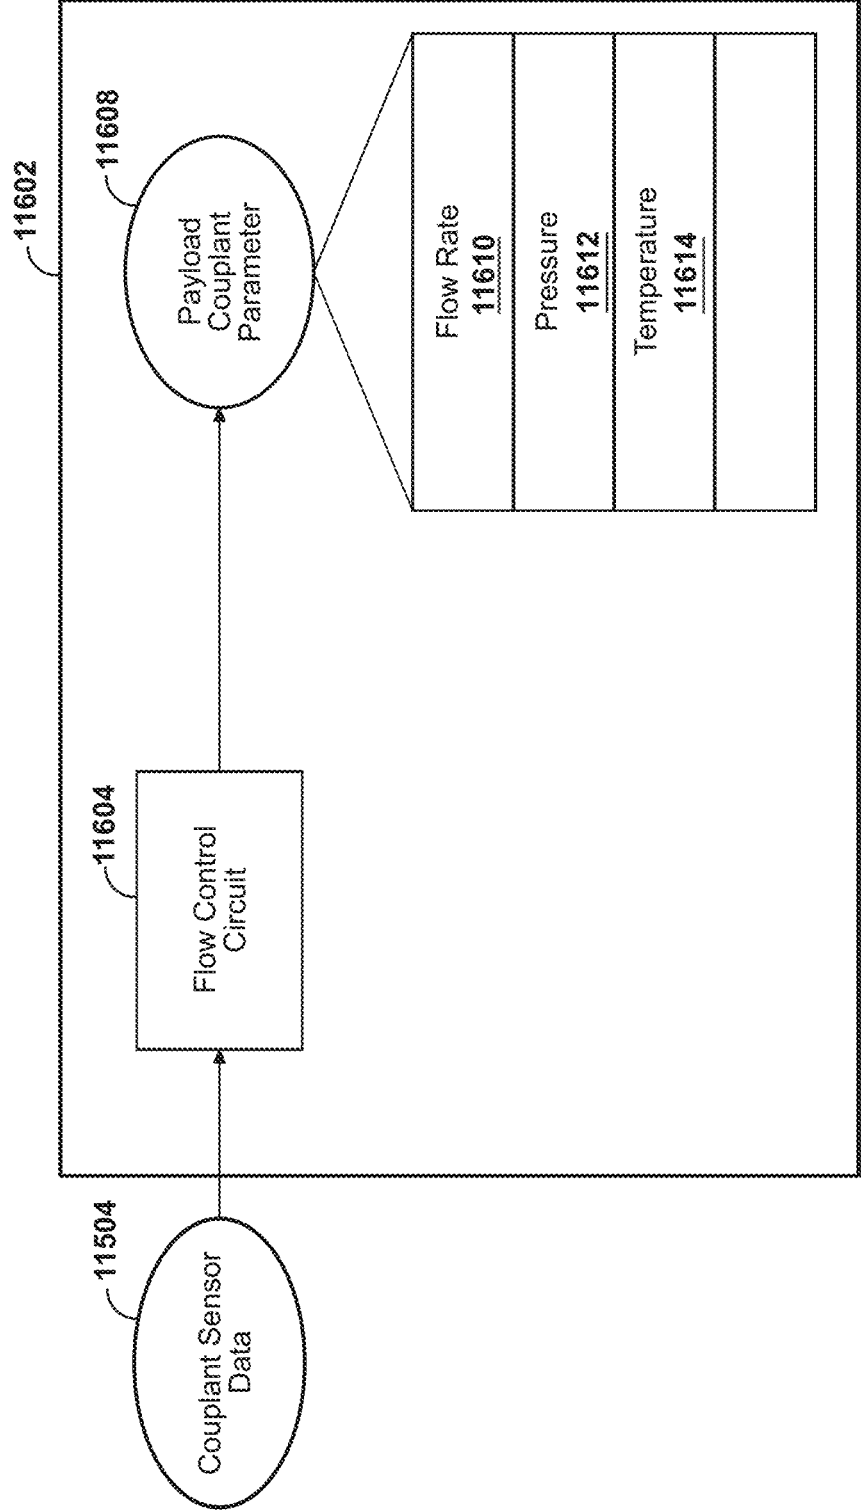 11602
11504
Couplant Sensor
Data
11604
Flow Control
Circuit
11608
Payload
Couplant
Parameter
Flow Rate
11610
Pressure
11612
Temperature
11614